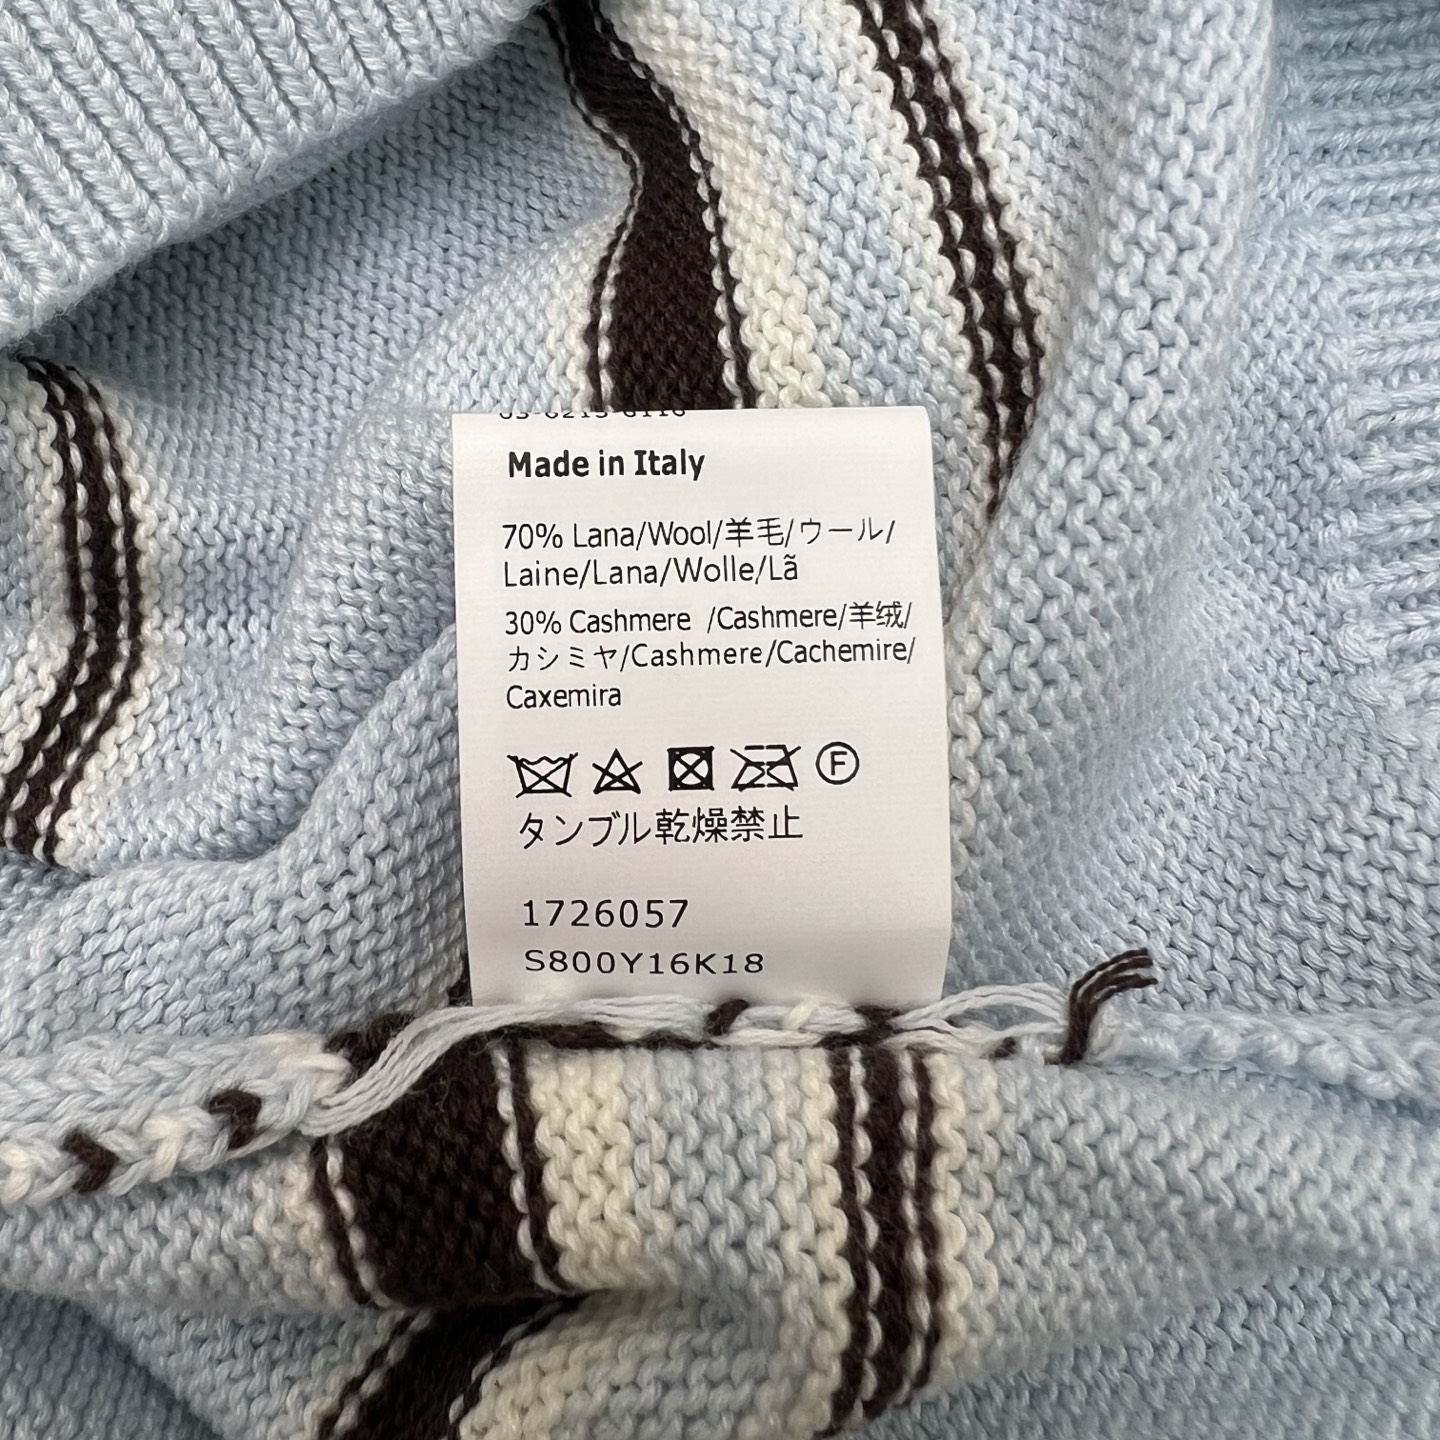 Made in Italy
70% Lana/Wool/羊毛/ウール/
Laine/Lana/Wolle/Lã
30% Cashmere /Cashmere/羊绒/
カシミヤ/Cashmere/Cachemire/
Caxemira
F
タンブル乾燥禁止
1726057
S800Y16K18